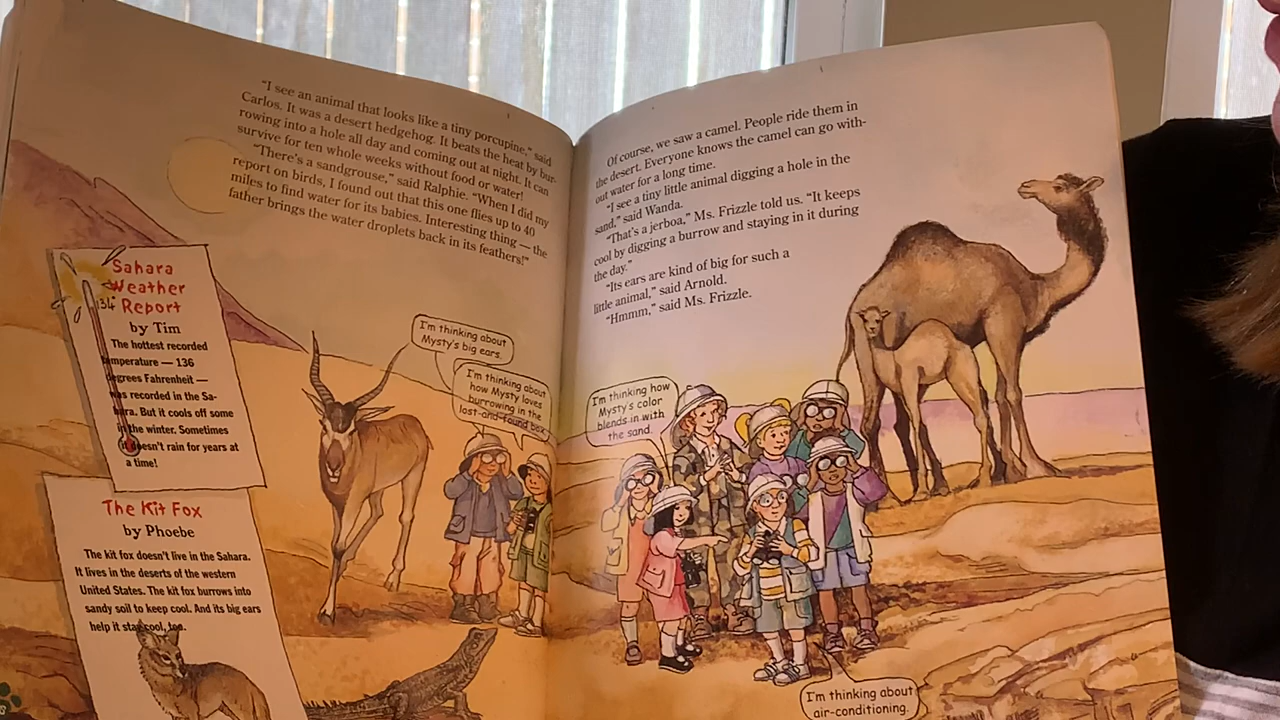 "I see an animal that looks like a tiny porcupine," said
Carlos. It was a desert hedgehog. It beats the heat by bur-
rowing into a hole all day and coming out at night. It can
survive for ten whole weeks without food or water!
"There's a sandgrouse," said Ralphie. "When I did my
report on birds, I found out that this one flies up to 40
miles to find water for its babies. Interesting thing — the
father brings the water droplets back in its feathers!"
Sahara
Weather
Report
134°
by Tim
The hottest recorded
temperature — 136
degrees Fahrenheit —
was recorded in the Sa-
hara. But it cools off some
in the winter. Sometimes
it doesn't rain for years at
a time!
The Kit Fox
by Phoebe
The kit fox doesn't live in the Sahara.
It lives in the deserts of the western
United States. The kit fox burrows into
sandy soil to keep cool. And its big ears
help it stay cool, too.
I'm thinking about
Mysty's big ears.
I'm thinking about
how Mysty loves
burrowing in the
lost-and-found box.
Of course, we saw a camel. People ride them in
the desert. Everyone knows the camel can go with-
out water for a long time.
"I see a tiny little animal digging a hole in the
sand," said Wanda.
"That's a jerboa," Ms. Frizzle told us. "It keeps
cool by digging a burrow and staying in it during
the day."
"Its ears are kind of big for such a
little animal," said Arnold.
"Hmmm," said Ms. Frizzle.
I'm thinking how
Mysty's color
blends in with
the sand.
I'm thinking about
air-conditioning.